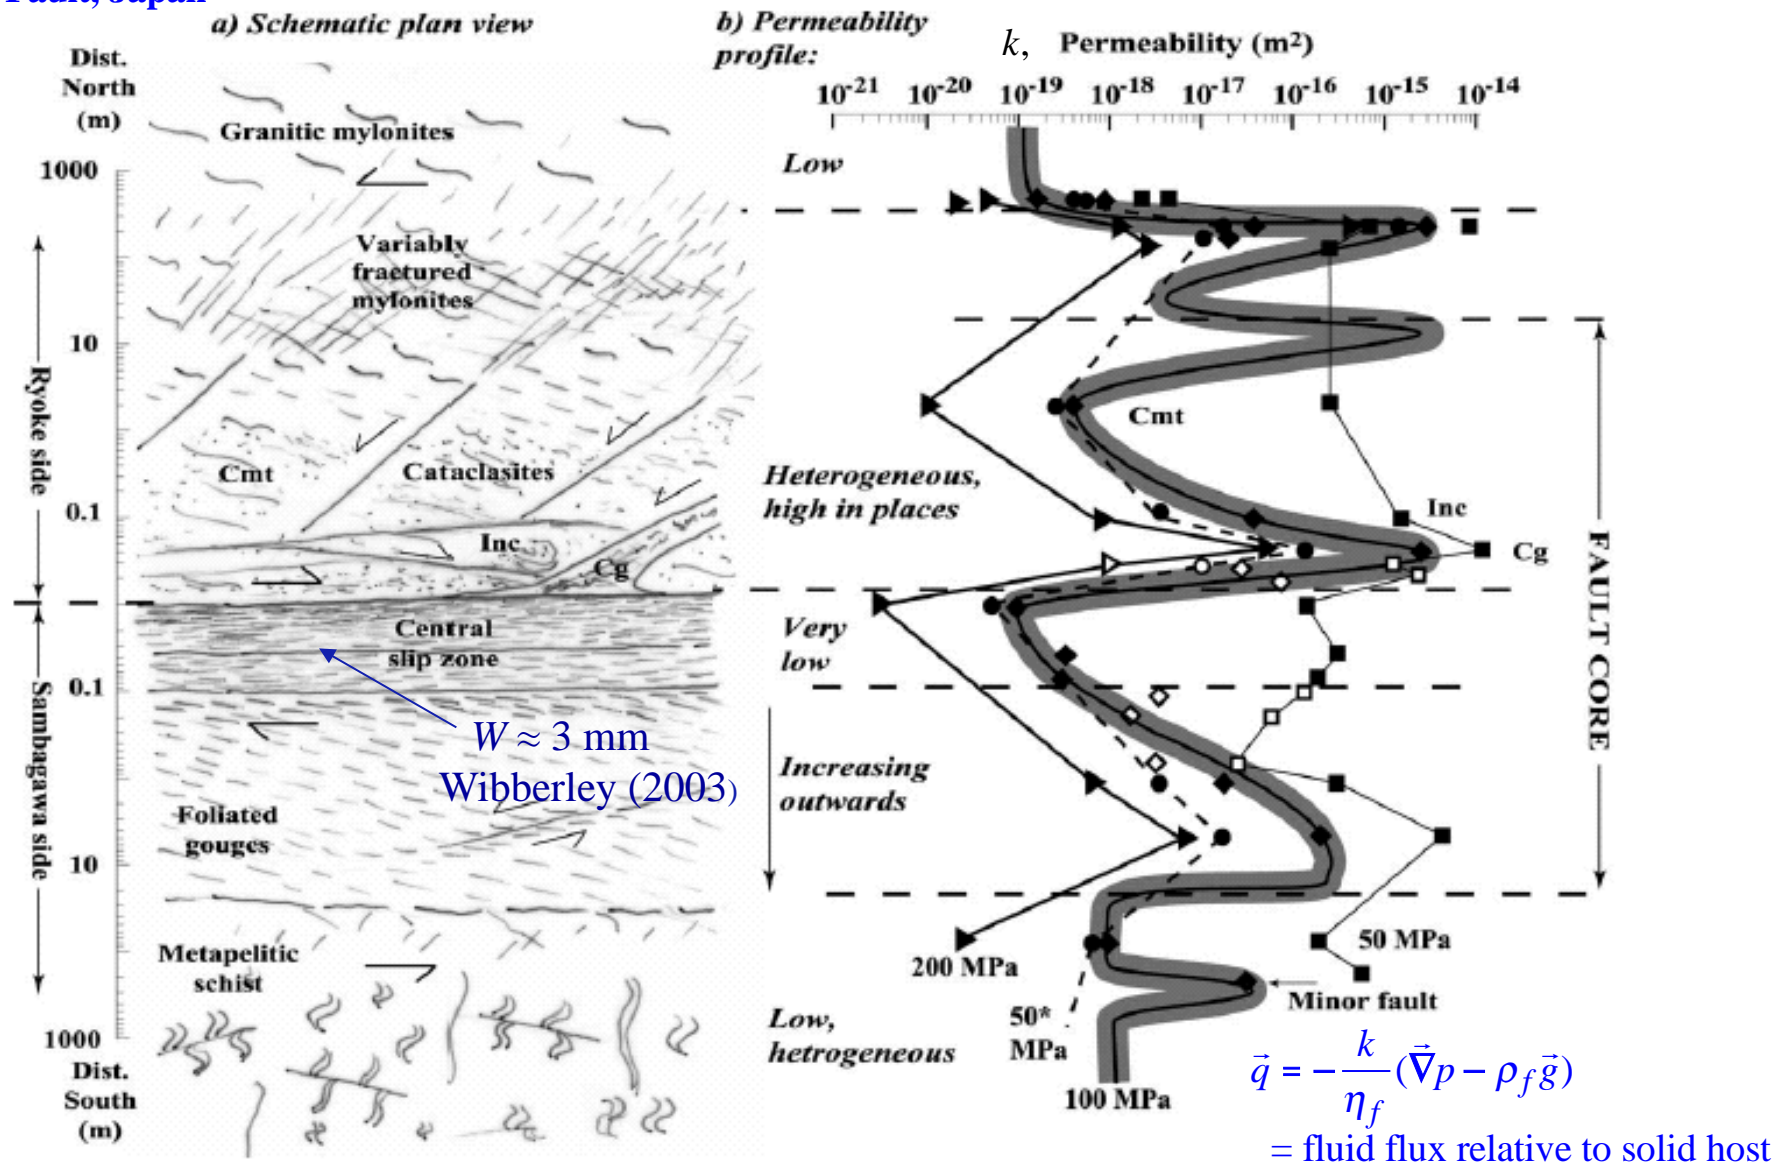 Fault, Japan
a) Schematic plan view
b) Permeability
profile:
k, Permeability (m²)
10⁻²¹ 10⁻²⁰ 10⁻¹⁹ 10⁻¹⁸ 10⁻¹⁷ 10⁻¹⁶ 10⁻¹⁵ 10⁻¹⁴
Dist.
North
(m)
1000
10
0.1
0.1
10
1000
Dist.
South
(m)
Ryoke side
Sambagawa side
Granitic mylonites
Variably
fractured
mylonites
Cmt
Cataclasites
Inc
Cg
Central
slip zone
W ≈ 3 mm
Wibberley (2003)
Foliated
gouges
Metapelitic
schist
Low
Heterogeneous,
high in places
Very
low
Increasing
outwards
Low,
hetrogeneous
Cmt
Inc
Cg
FAULT CORE
200 MPa
50 MPa
50*
MPa
Minor fault
100 MPa
q⃗ = −k/η_f (∇⃗p − ρ_f g⃗)
= fluid flux relative to solid host